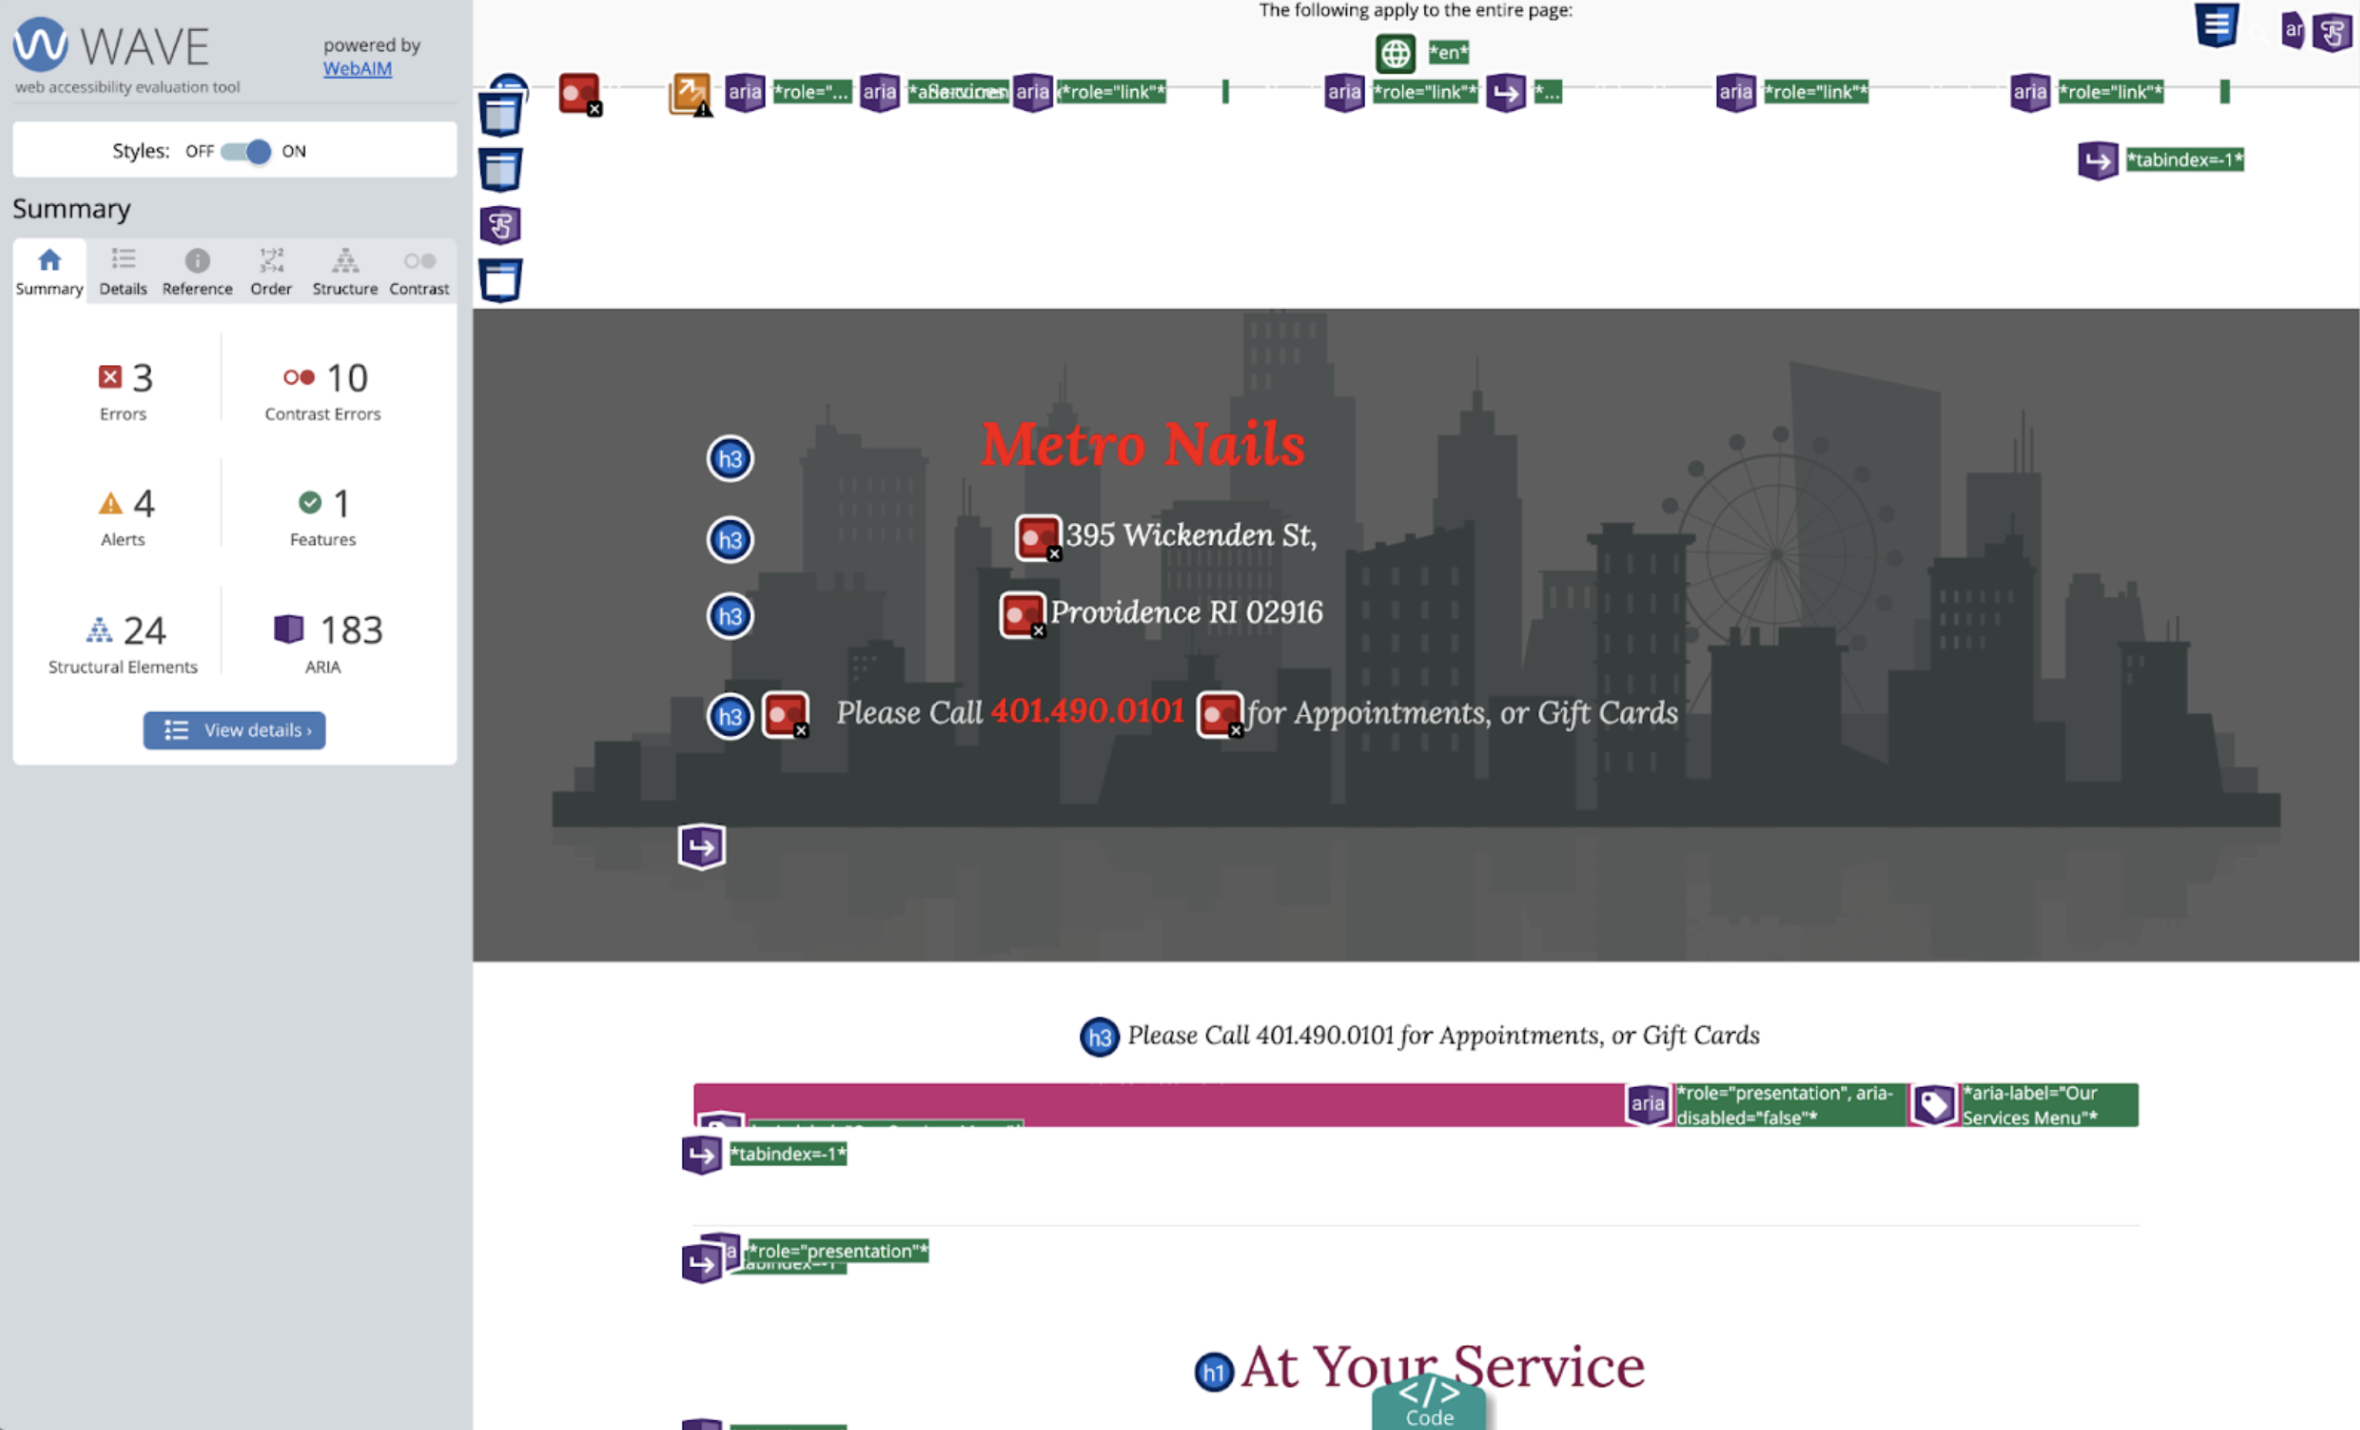 WAVE
powered by
WebAIM
web accessibility evaluation tool
Styles: OFF ON
Summary
Summary Details Reference Order Structure Contrast
3
Errors
10
Contrast Errors
4
Alerts
1
Features
24
Structural Elements
183
ARIA
View details ›
The following apply to the entire page:
*en*
aria *role="... aria aria *role="link"* aria *role="link"* *... aria *role="link"* aria *role="link"*
*tabindex=-1*
h3 Metro Nails
h3 395 Wickenden St,
h3 Providence RI 02916
h3 Please Call 401.490.0101 for Appointments, or Gift Cards
h3 Please Call 401.490.0101 for Appointments, or Gift Cards
aria *role="presentation", aria-
disabled="false"*
*aria-label="Our
Services Menu"*
*tabindex=-1*
*role="presentation"*
h1 At Your Service
</> 
Code